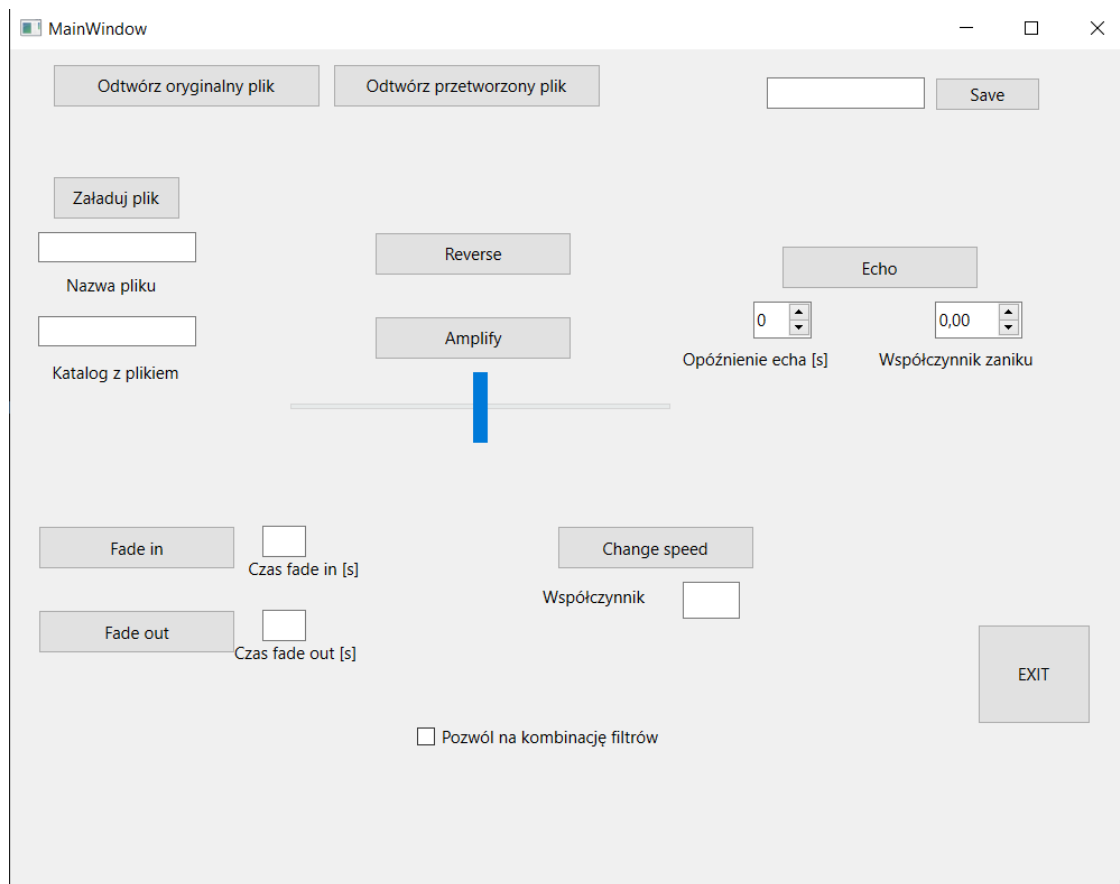 MainWindow
Odtwórz oryginalny plik
Odtwórz przetworzony plik
Save
Załaduj plik
Nazwa pliku
Katalog z plikiem
Reverse
Amplify
Echo
0
0,00
Opóźnienie echa [s]
Współczynnik zaniku
Fade in
Czas fade in [s]
Fade out
Czas fade out [s]
Change speed
Współczynnik
EXIT
Pozwól na kombinację filtrów